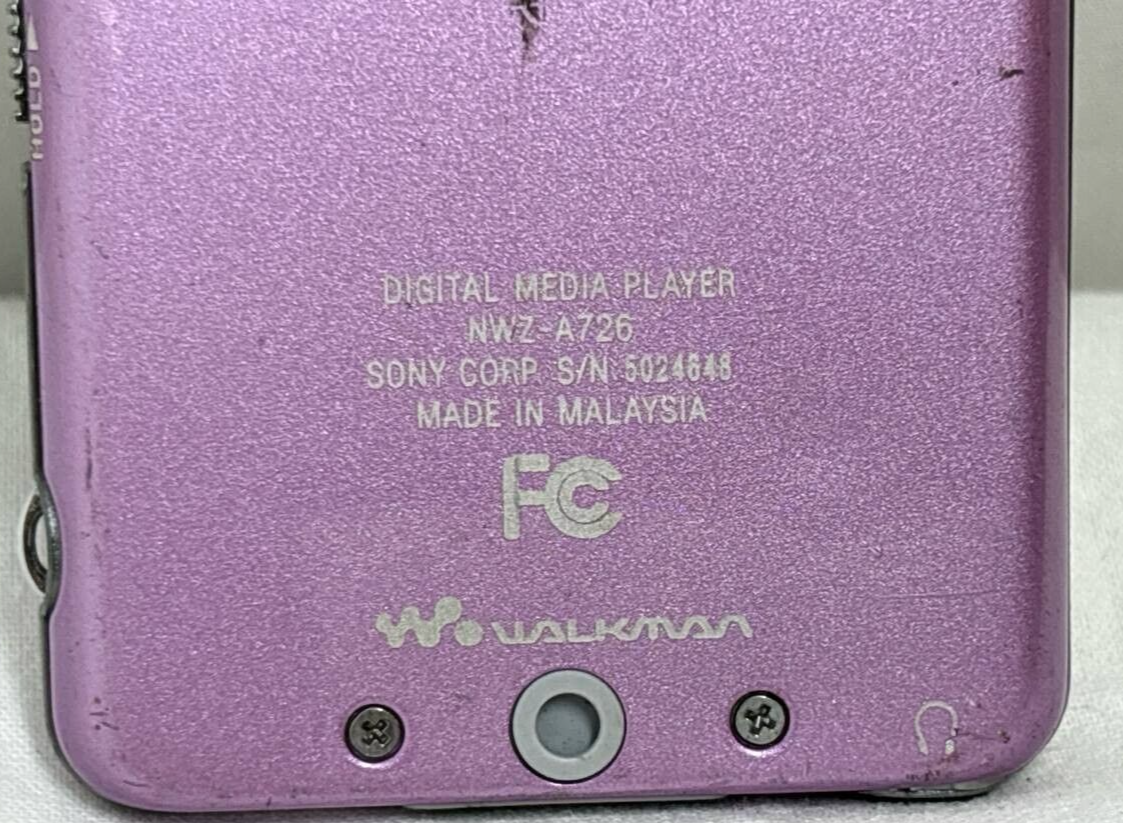 HOLD
DIGITAL MEDIA PLAYER
NWZ-A726
SONY CORP S/N 5024648
MADE IN MALAYSIA
FC
WALKMAN